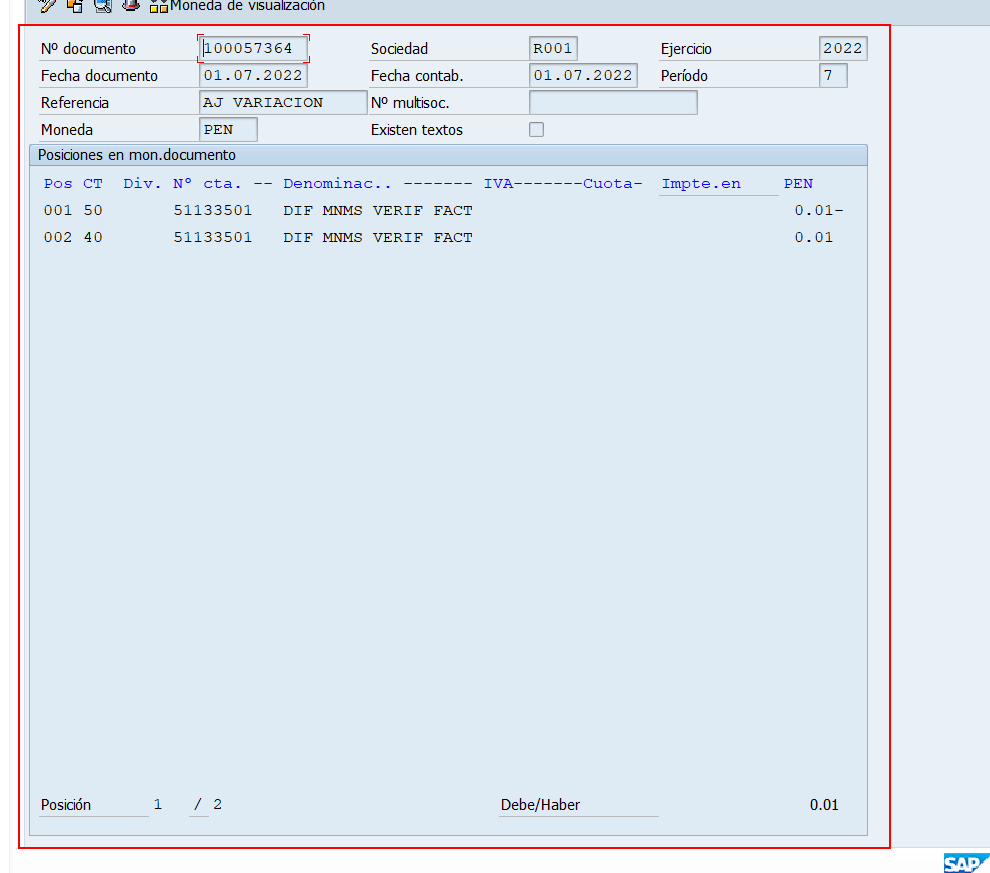 Moneda de visualización
Nº documento 100057364 Sociedad R001 Ejercicio 2022
Fecha documento 01.07.2022 Fecha contab. 01.07.2022 Período 7
Referencia AJ VARIACION Nº multisoc.
Moneda PEN Existen textos
Posiciones en mon.documento
Pos CT Div. Nº cta. -- Denominac.. ------- IVA-------Cuota- Impte.en PEN
001 50 51133501 DIF MNMS VERIF FACT 0.01-
002 40 51133501 DIF MNMS VERIF FACT 0.01
Posición 1 / 2 Debe/Haber 0.01
SAP